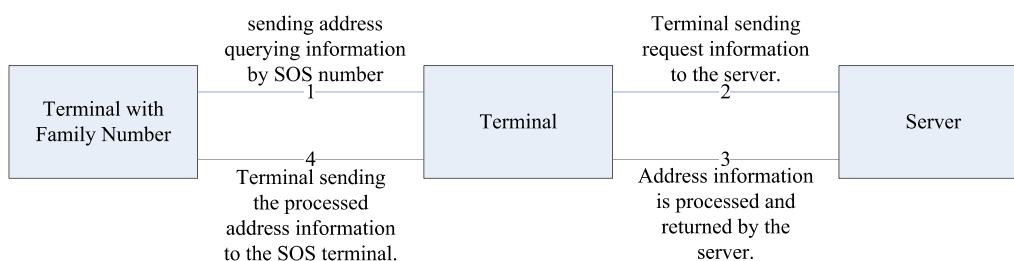 sending address
querying information
by SOS number
1
Terminal sending
request information
to the server.
2
Terminal with
Family Number
Terminal
Server
4
Terminal sending
the processed
address information
to the SOS terminal.
3
Address information
is processed and
returned by the
server.